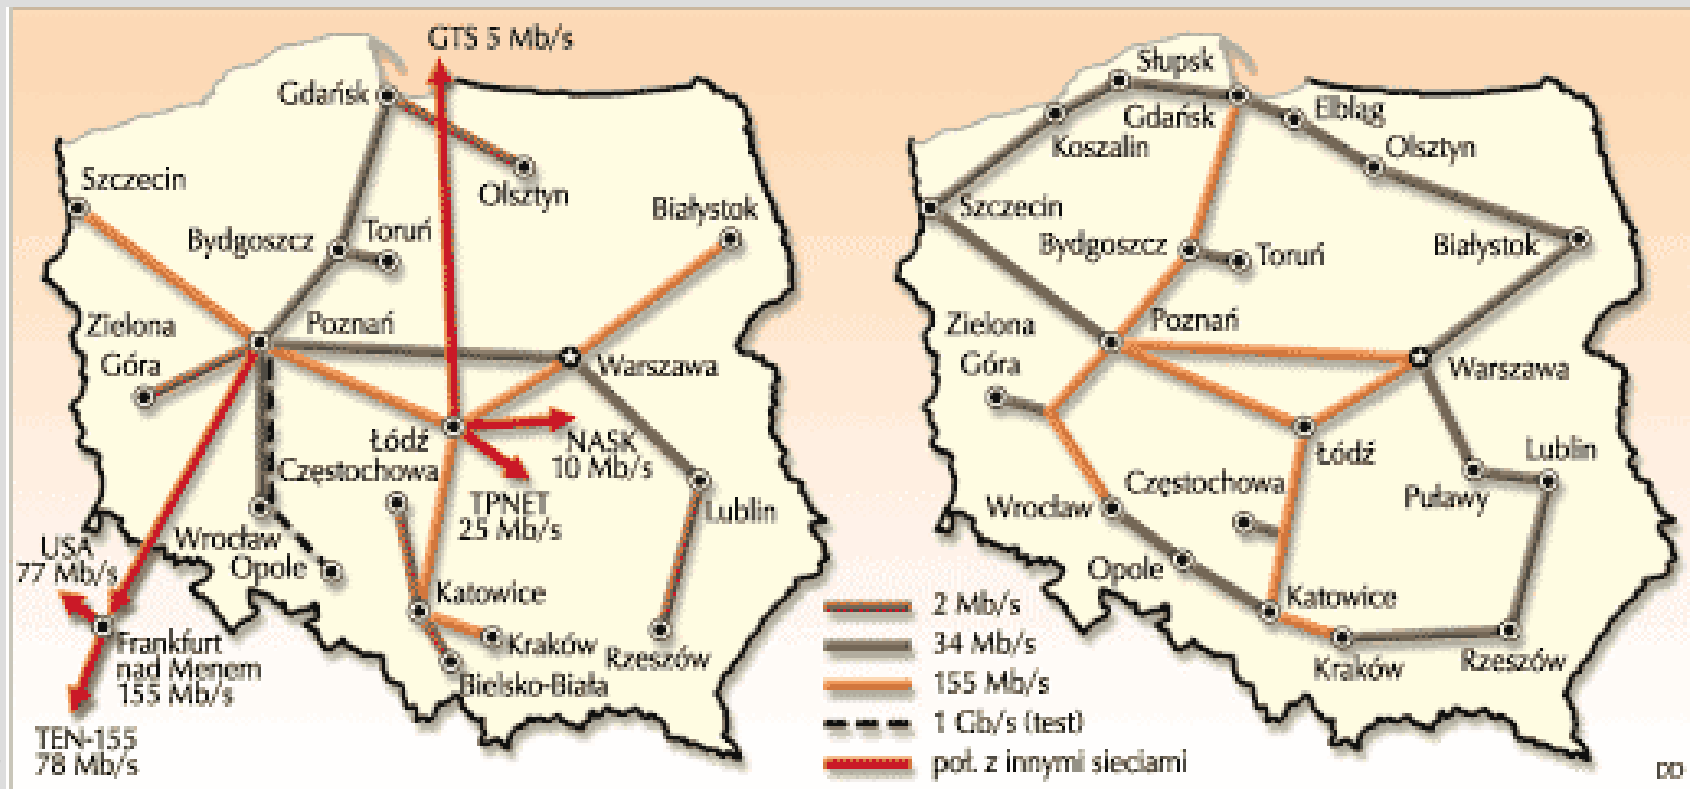 GTS 5 Mb/s
Gdańsk
Olsztyn
Szczecin
Białystok
Bydgoszcz
Toruń
Zielona
Góra
Poznań
Warszawa
Łódź
NASK
10 Mb/s
Częstochowa
TPNET
25 Mb/s
Lublin
Wrocław
Opole
USA
77 Mb/s
Katowice
Kraków
Rzeszów
Bielsko-Biała
Frankfurt
nad Menem
155 Mb/s
TEN-155
78 Mb/s
Słupsk
Gdańsk
Elbląg
Koszalin
Olsztyn
Szczecin
Bydgoszcz
Toruń
Białystok
Zielona
Góra
Poznań
Warszawa
Łódź
Lublin
Częstochowa
Puławy
Wrocław
Opole
Katowice
Kraków
Rzeszów
2 Mb/s
34 Mb/s
155 Mb/s
1 Gb/s (test)
poł. z innymi sieciami
DD